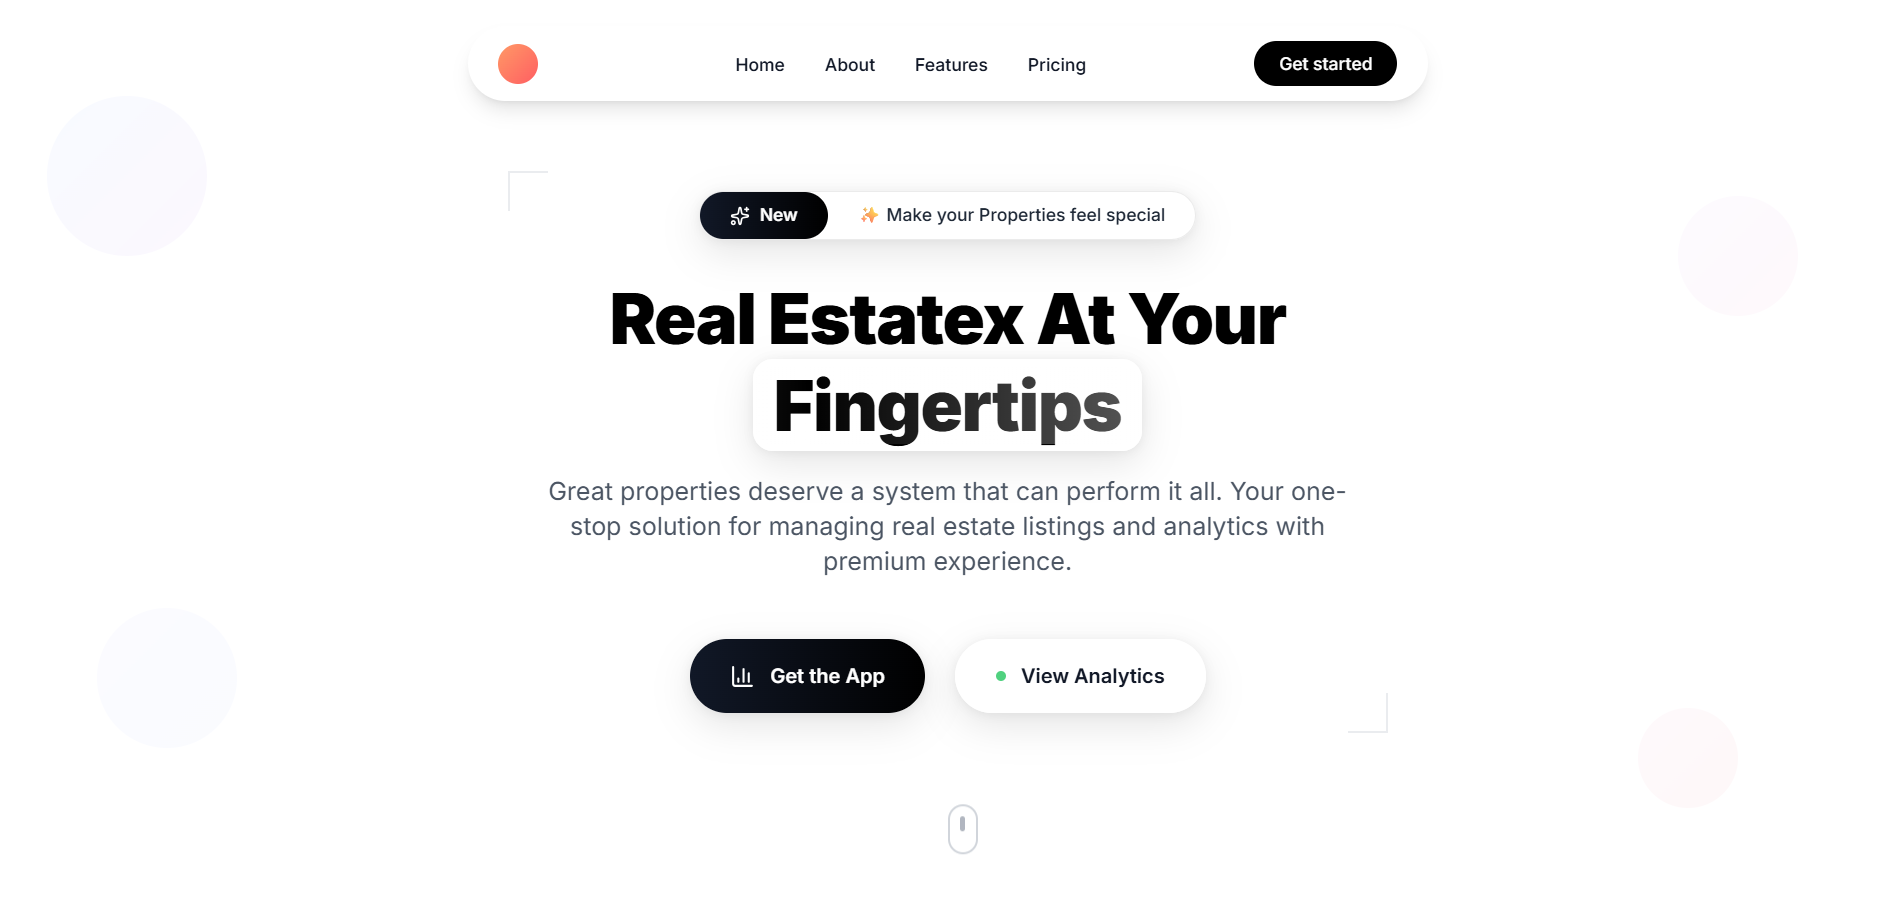 Home About Features Pricing Get started
New ✨ Make your Properties feel special
Real Estatex At Your
Fingertips
Great properties deserve a system that can perform it all. Your one-
stop solution for managing real estate listings and analytics with
premium experience.
Get the App View Analytics